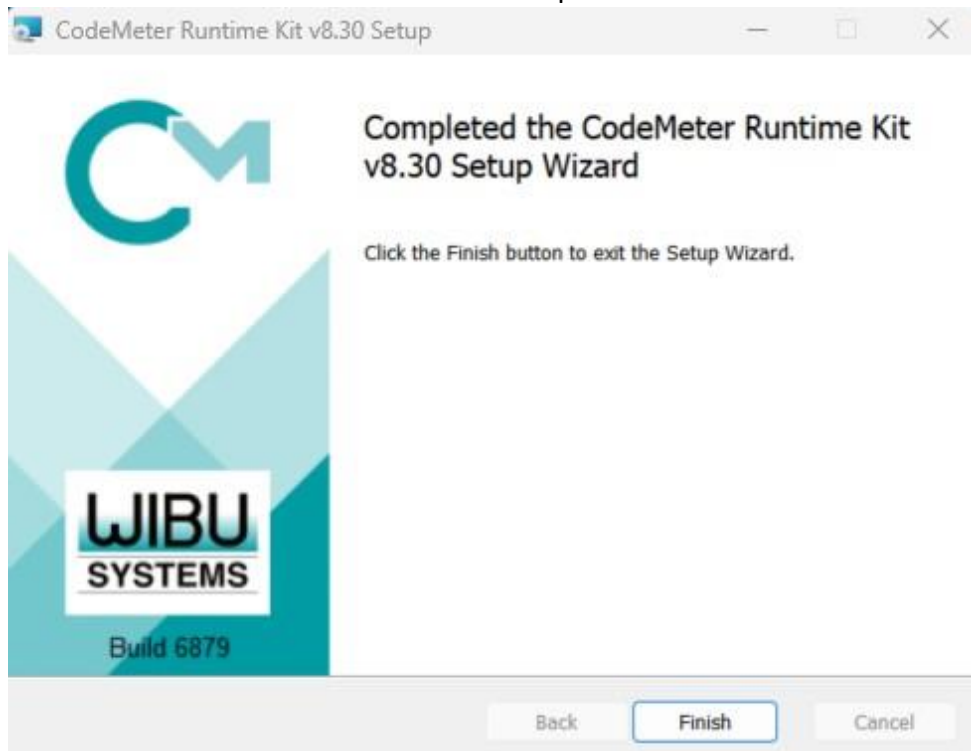 CodeMeter Runtime Kit v8.30 Setup
CM
Completed the CodeMeter Runtime Kit
v8.30 Setup Wizard
Click the Finish button to exit the Setup Wizard.
WIBU
SYSTEMS
Build 6879
Back
Finish
Cancel